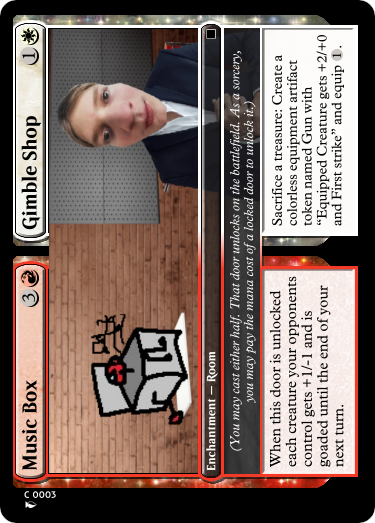 Music Box 3
Gimble Shop 1
Enchantment — Room
(You may cast either half. That door unlocks on the battlefield. As a sorcery,
you may pay the mana cost of a locked door to unlock it.)
When this door is unlocked
each creature your opponents
control gets +1/-1 and is
goaded until the end of your
next turn.
Sacrifice a treasure: Create a
colorless equipment artifact
token named Gun with
“Equipped Creature gets +2/+0
and First strike” and equip 1.
C 0003